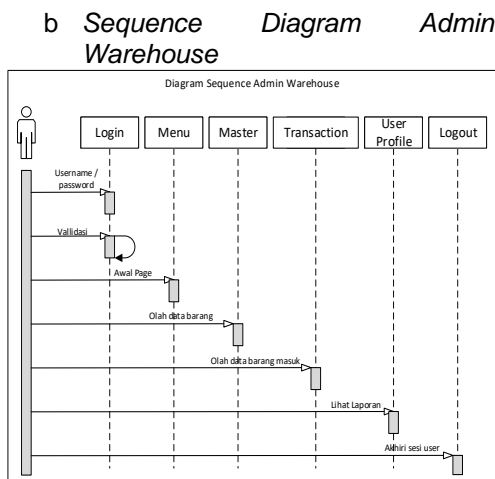 b Sequence Diagram Admin
Warehouse
Diagram Sequence Admin Warehouse
Login
Menu
Master
Transaction
User
Profile
Logout
Username /
password
Vallidasi
Awal Page
Olah data barang
Olah data barang masuk
Lihat Laporan
Akhiri sesi user